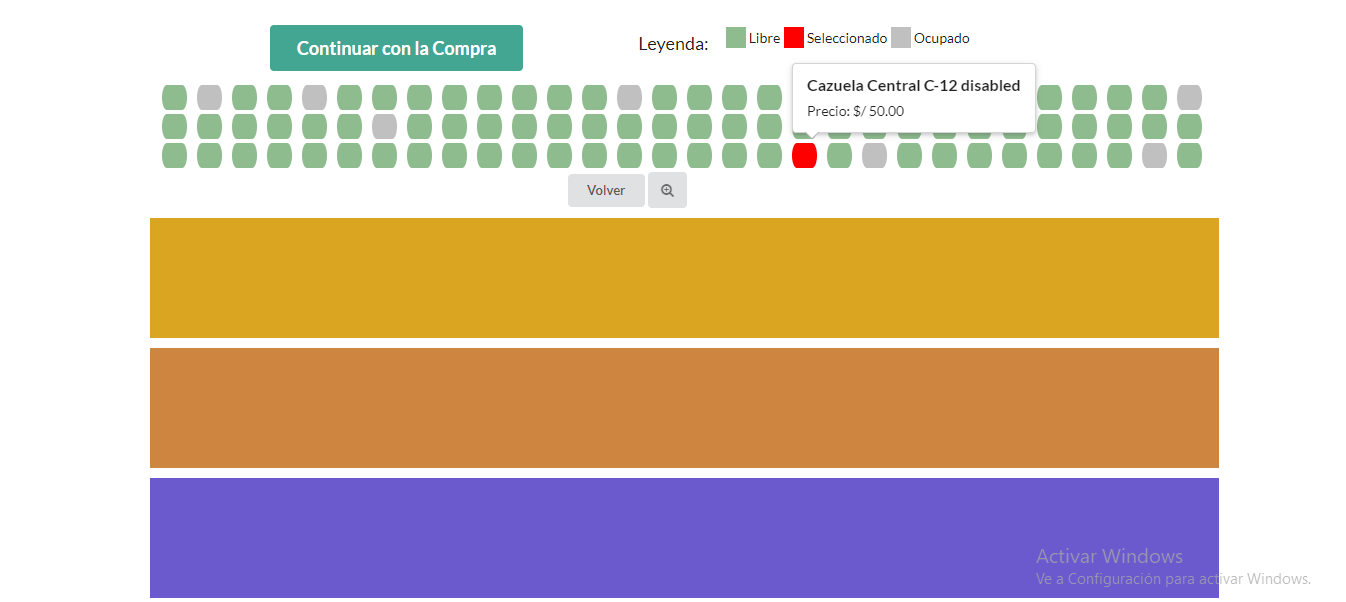 Continuar con la Compra
Leyenda:
Libre
Seleccionado
Ocupado
Cazuela Central C-12 disabled
Precio: $/ 50.00
Volver
Activar Windows
Ve a Configuración para activar Windows.